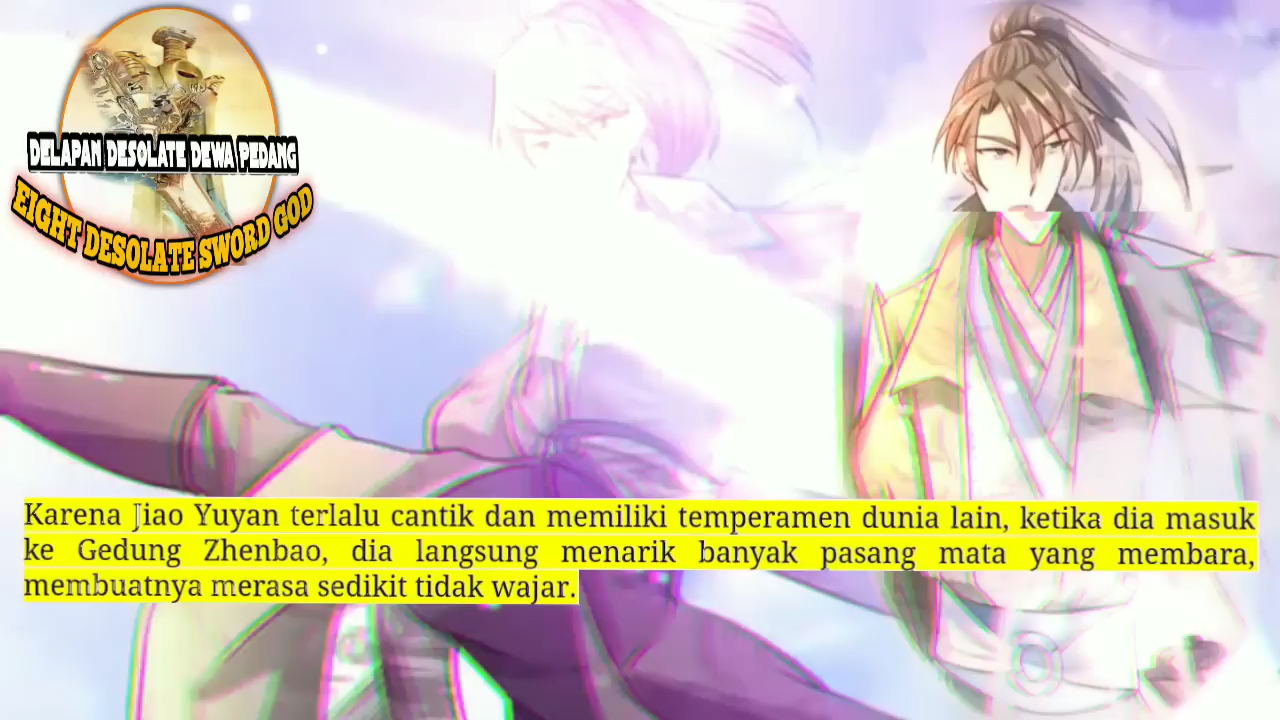 DELAPAN DESOLATE DEWA PEDANG
EIGHT DESOLATE SWORD GOD
Karena Jiao Yuyan terlalu cantik dan memiliki temperamen dunia lain, ketika dia masuk
ke Gedung Zhenbao, dia langsung menarik banyak pasang mata yang membara,
membuatnya merasa sedikit tidak wajar.